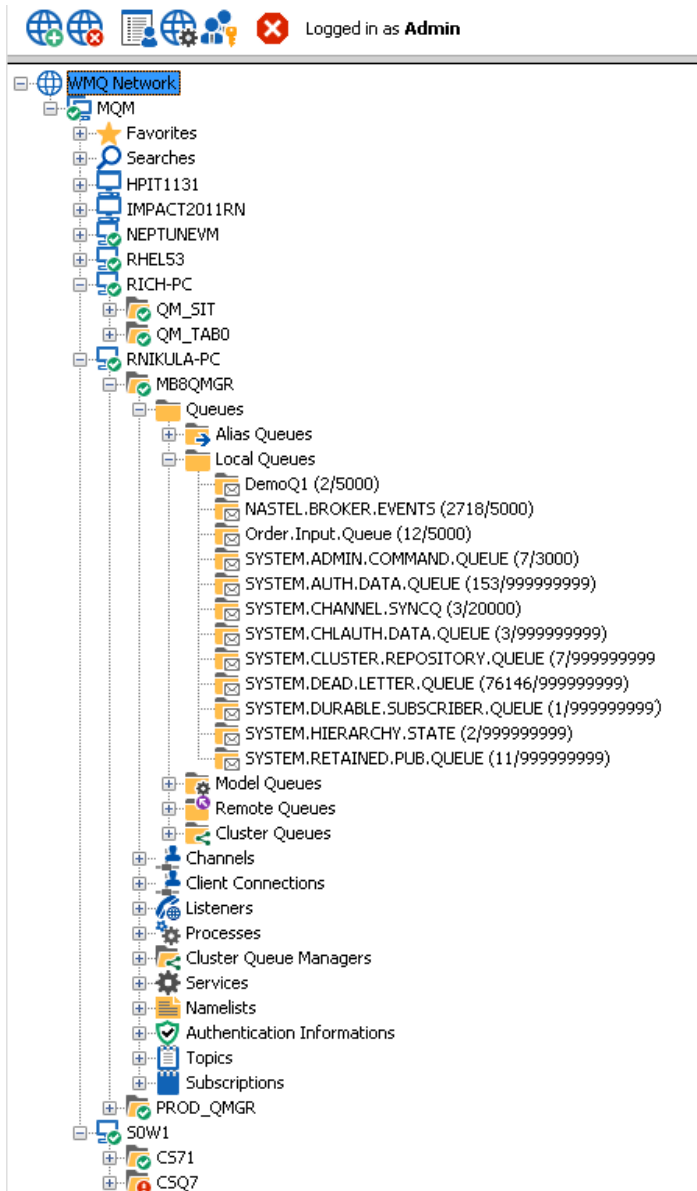 Logged in as Admin
WMQ Network
MQM
Favorites
Searches
HPIT1131
IMPACT2011RN
NEPTUNEVM
RHEL53
RICH-PC
QM_SIT
QM_TAB0
RNIKULA-PC
MB8QMGR
Queues
Alias Queues
Local Queues
DemoQ1 (2/5000)
NASTEL.BROKER.EVENTS (2718/5000)
Order.Input.Queue (12/5000)
SYSTEM.ADMIN.COMMAND.QUEUE (7/3000)
SYSTEM.AUTH.DATA.QUEUE (153/999999999)
SYSTEM.CHANNEL.SYNCQ (3/20000)
SYSTEM.CHLAUTH.DATA.QUEUE (3/999999999)
SYSTEM.CLUSTER.REPOSITORY.QUEUE (7/999999999
SYSTEM.DEAD.LETTER.QUEUE (76146/999999999)
SYSTEM.DURABLE.SUBSCRIBER.QUEUE (1/999999999)
SYSTEM.HIERARCHY.STATE (2/999999999)
SYSTEM.RETAINED.PUB.QUEUE (11/999999999)
Model Queues
Remote Queues
Cluster Queues
Channels
Client Connections
Listeners
Processes
Cluster Queue Managers
Services
Namelists
Authentication Informations
Topics
Subscriptions
PROD_QMGR
SOW1
CS71
CSQ7